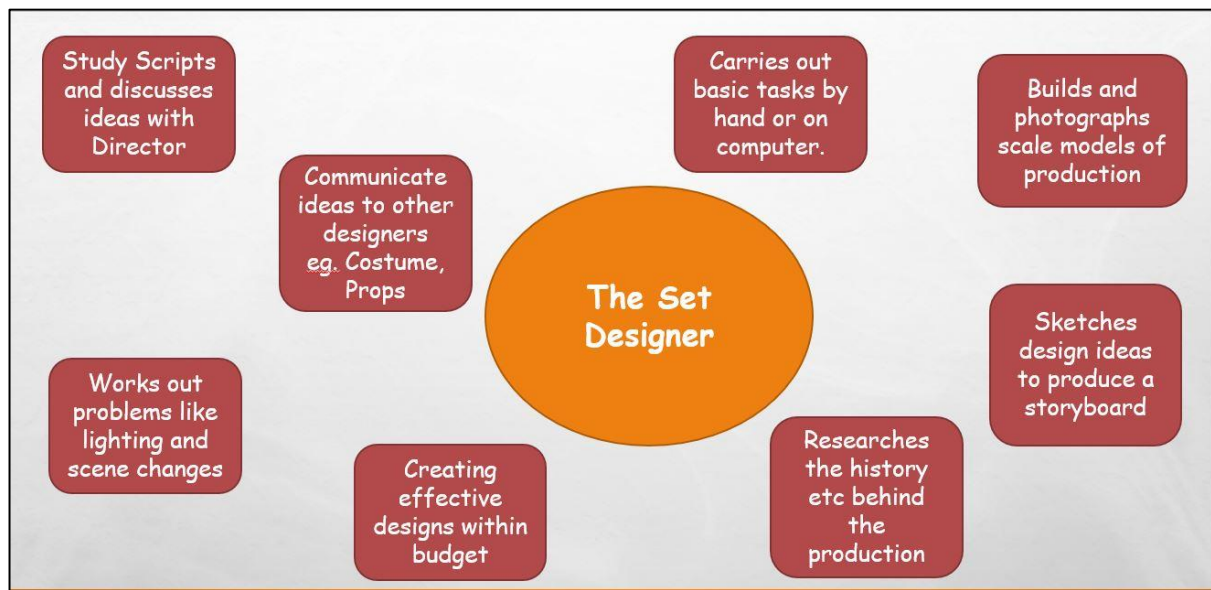 Study Scripts
and discusses
ideas with
Director
Communicate
ideas to other
designers
eg. Costume,
Props
Carries out
basic tasks by
hand or on
computer.
Builds and
photographs
scale models of
production
The Set
Designer
Sketches
design ideas
to produce a
storyboard
Works out
problems like
lighting and
scene changes
Creating
effective
designs within
budget
Researches
the history
etc behind
the
production